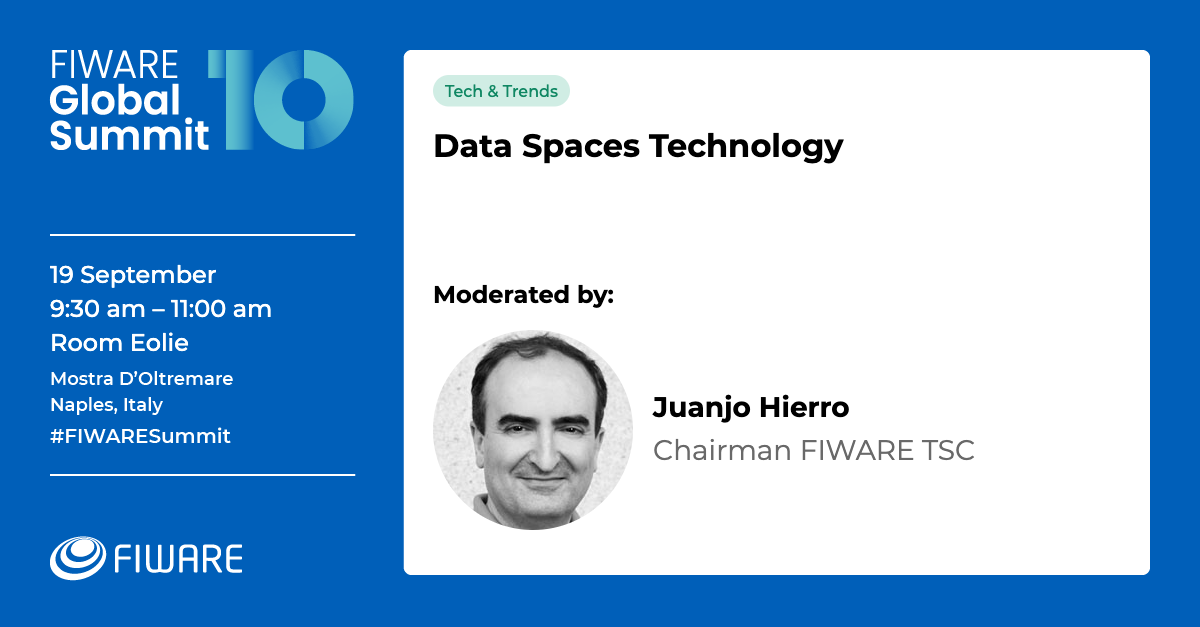 FIWARE
Global
Summit
10
19 September
9:30 am – 11:00 am
Room Eolie
Mostra D’Oltremare
Naples, Italy
#FIWARESummit
FIWARE
Tech & Trends
Data Spaces Technology
Moderated by:
Juanjo Hierro
Chairman FIWARE TSC